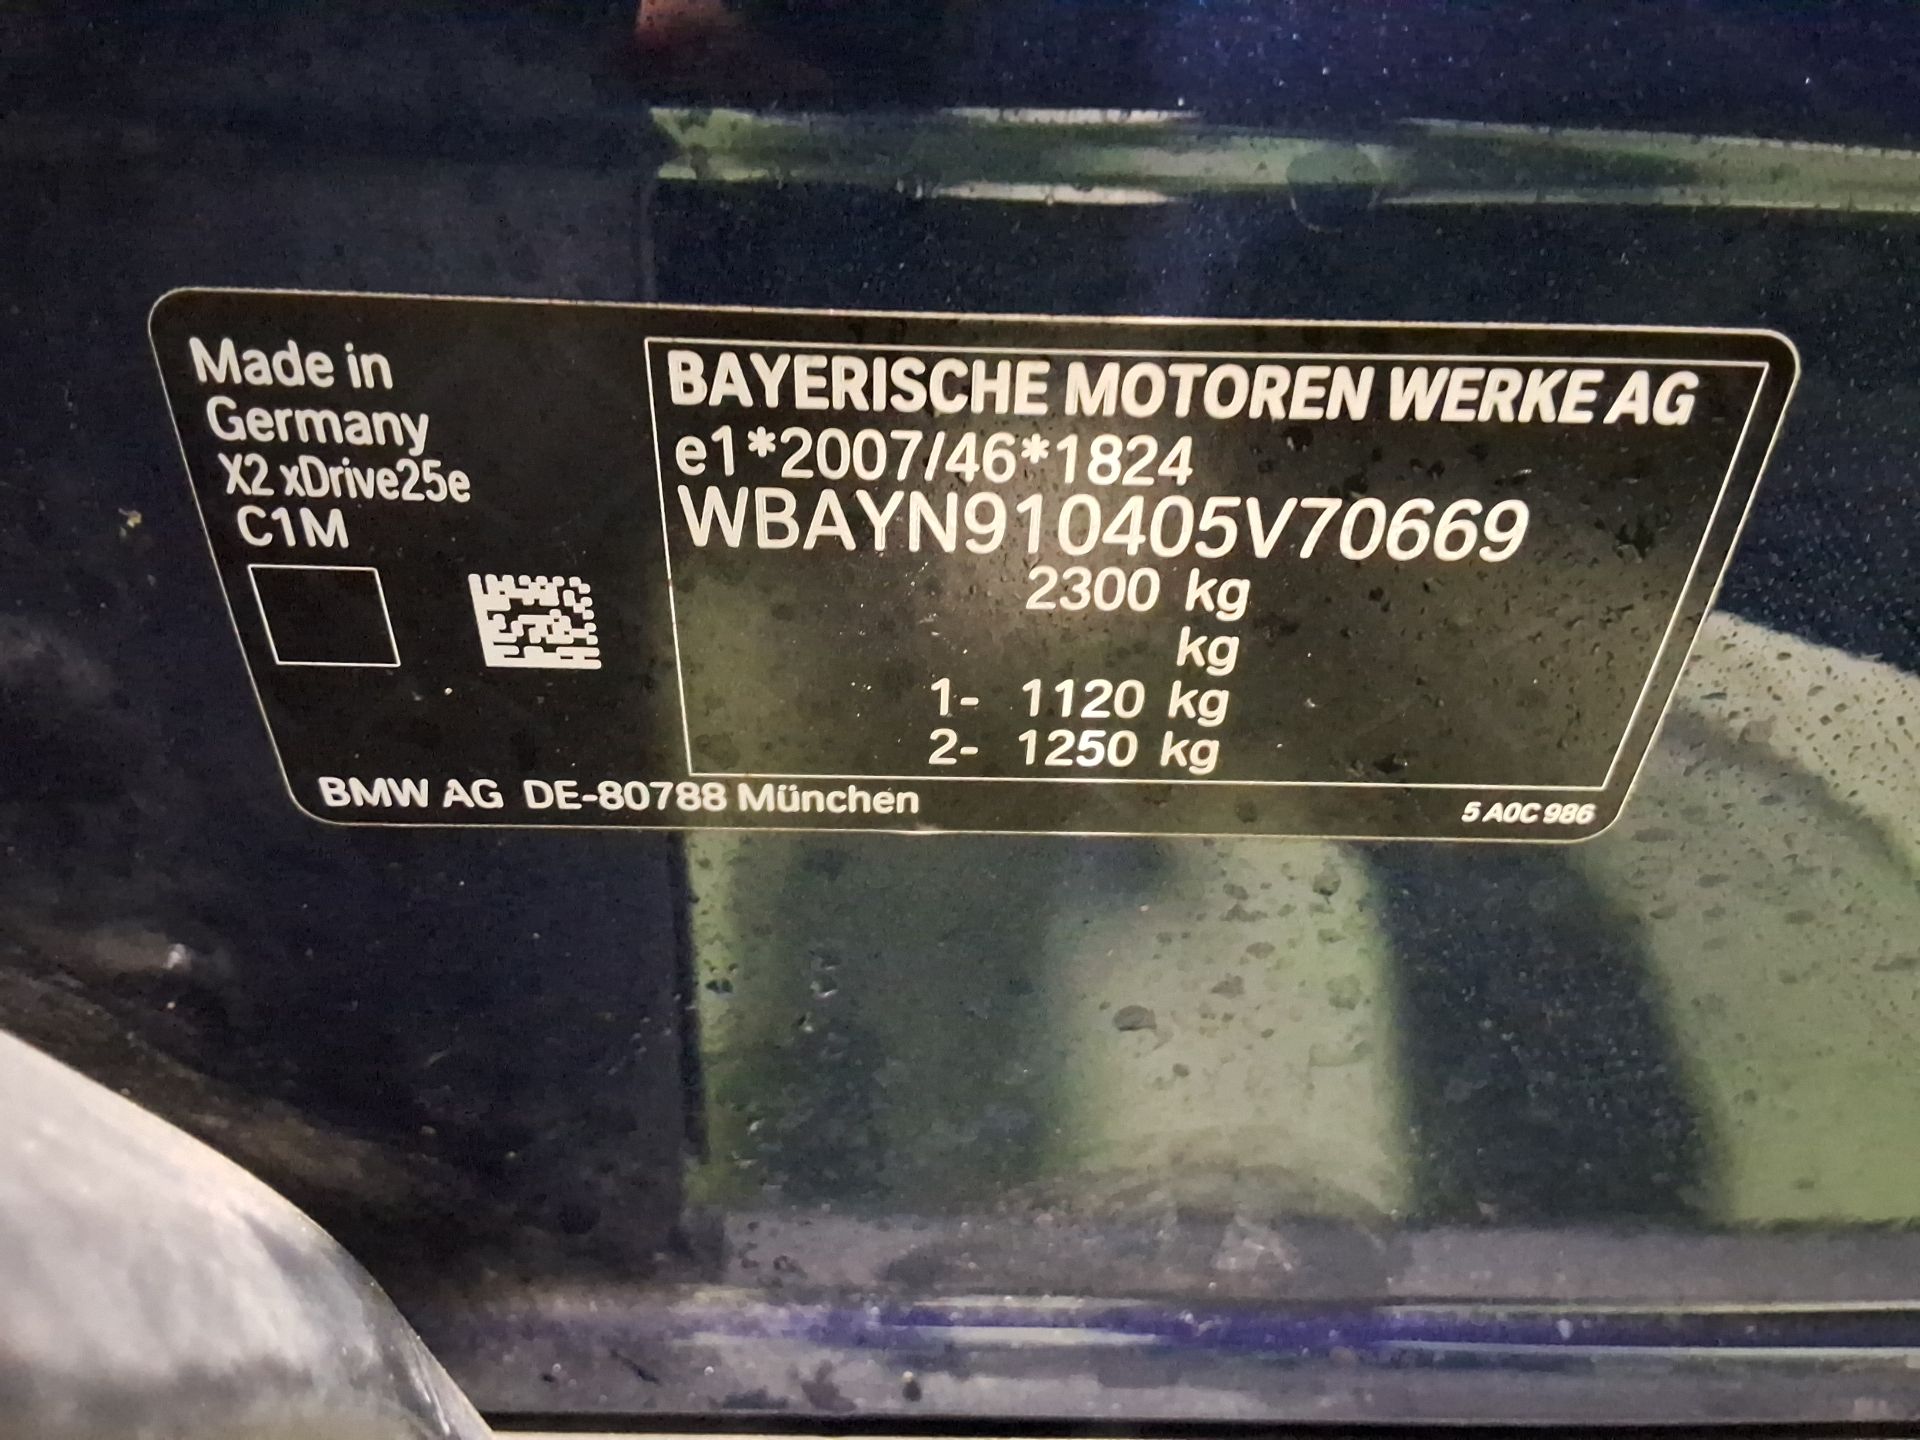 Made in
Germany
X2 xDrive25e
C1M
BAYERISCHE MOTOREN WERKE AG
e1*2007/46*1824
WBAYN910405V70669
2300 kg
kg
1- 1120 kg
2- 1250 kg
BMW AG DE-80788 München
5 A0C 986